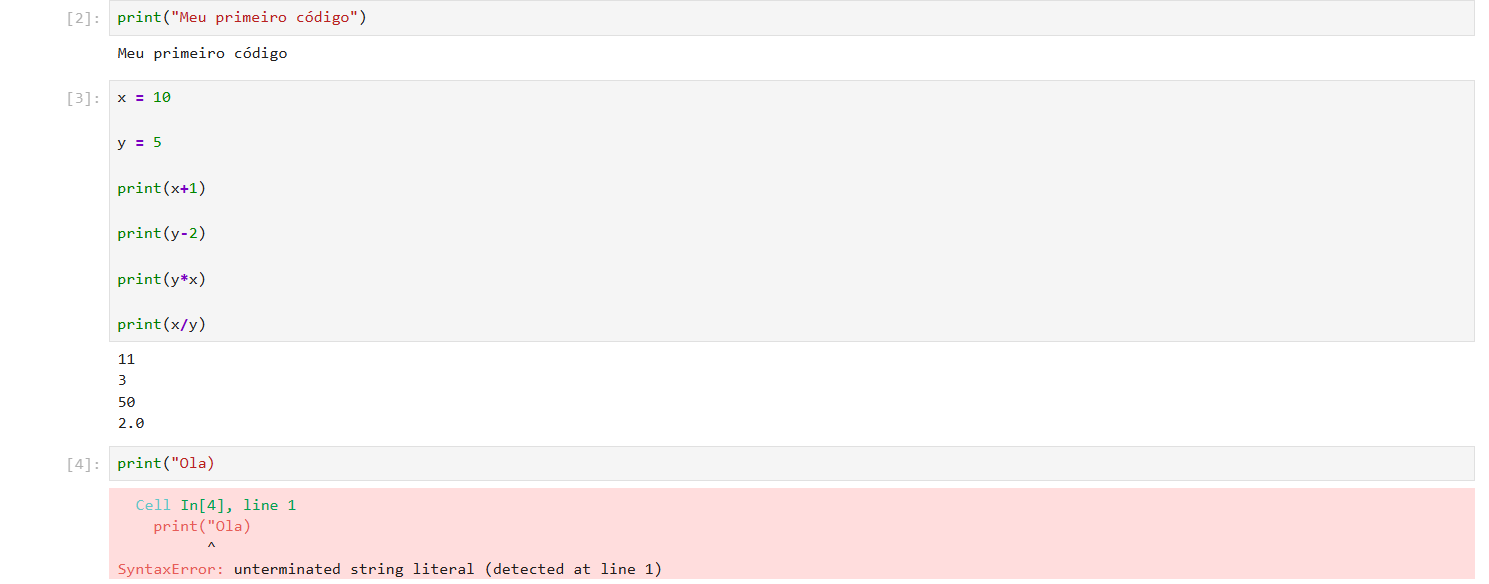 [2]: print("Meu primeiro código")
Meu primeiro código
[3]: x = 10
y = 5
print(x+1)
print(y-2)
print(y*x)
print(x/y)
11
3
50
2.0
[4]: print("Ola)
Cell In[4], line 1
print("Ola)
^
SyntaxError: unterminated string literal (detected at line 1)